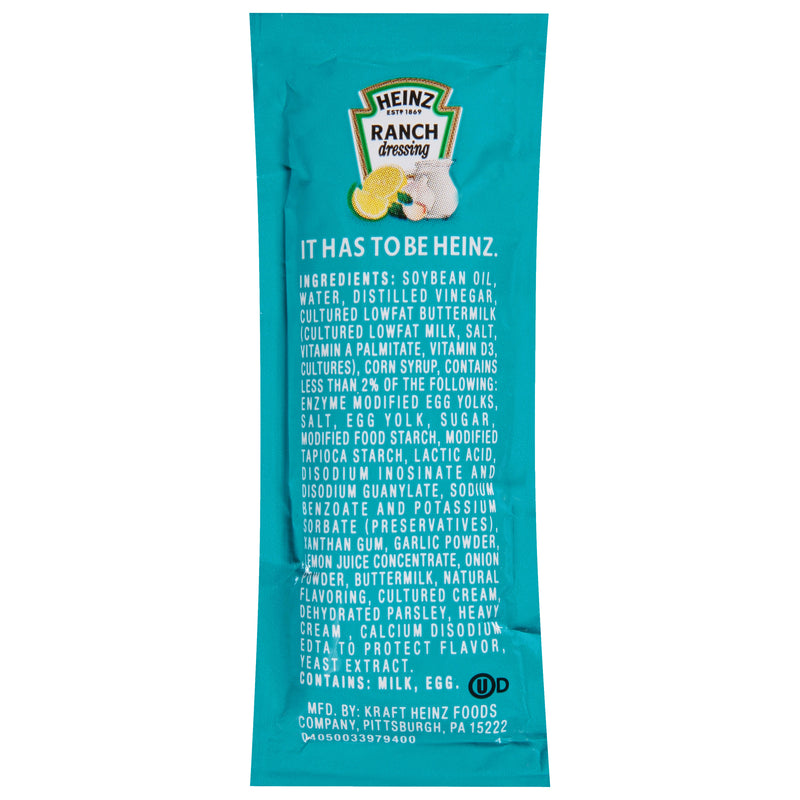 HEINZ
ESTD 1869
RANCH
dressing
IT HAS TO BE HEINZ.
INGREDIENTS: SOYBEAN OIL,
WATER, DISTILLED VINEGAR,
CULTURED LOWFAT BUTTERMILK
(CULTURED LOWFAT MILK, SALT,
VITAMIN A PALMITATE, VITAMIN D3,
CULTURES), CORN SYRUP, CONTAINS
LESS THAN 2% OF THE FOLLOWING:
ENZYME MODIFIED EGG YOLKS,
SALT, EGG YOLK, SUGAR,
MODIFIED FOOD STARCH, MODIFIED
TAPIOCA STARCH, LACTIC ACID,
DISODIUM INOSINATE AND
DISODIUM GUANYLATE, SODIUM
BENZOATE AND POTASSIUM
SORBATE (PRESERVATIVES),
XANTHAN GUM, GARLIC POWDER,
LEMON JUICE CONCENTRATE, ONION
POWDER, BUTTERMILK, NATURAL
FLAVORING, CULTURED CREAM,
DEHYDRATED PARSLEY, HEAVY
CREAM , CALCIUM DISODIUM
EDTA TO PROTECT FLAVOR,
YEAST EXTRACT.
CONTAINS: MILK, EGG. U D
MFD. BY: KRAFT HEINZ FOODS
COMPANY, PITTSBURGH, PA 15222
04050033979400